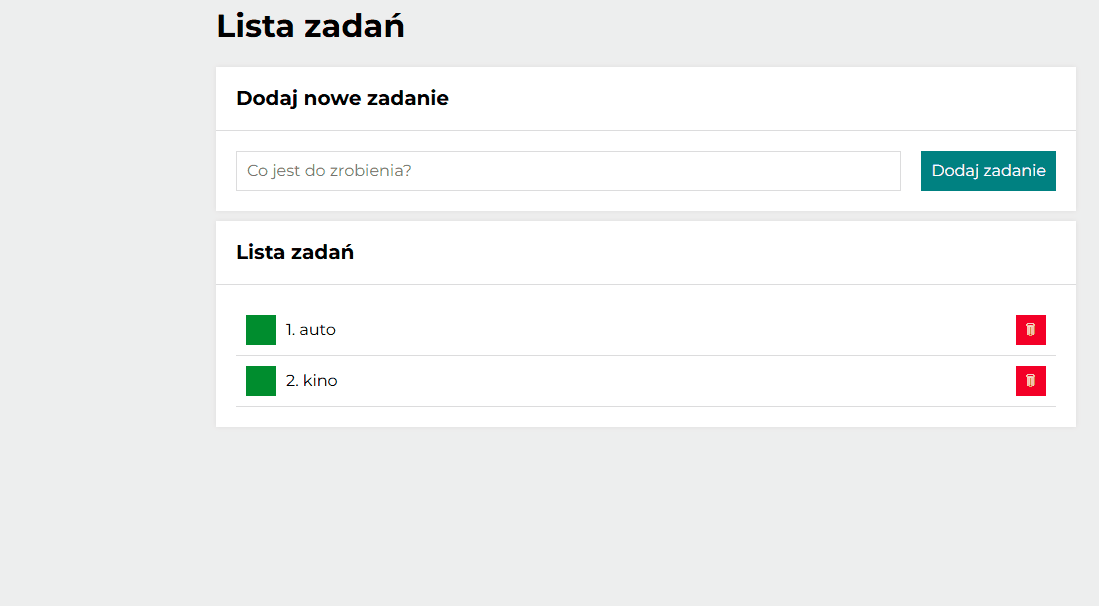 Lista zadań
Dodaj nowe zadanie
Co jest do zrobienia?
Dodaj zadanie
Lista zadań
1. auto
2. kino